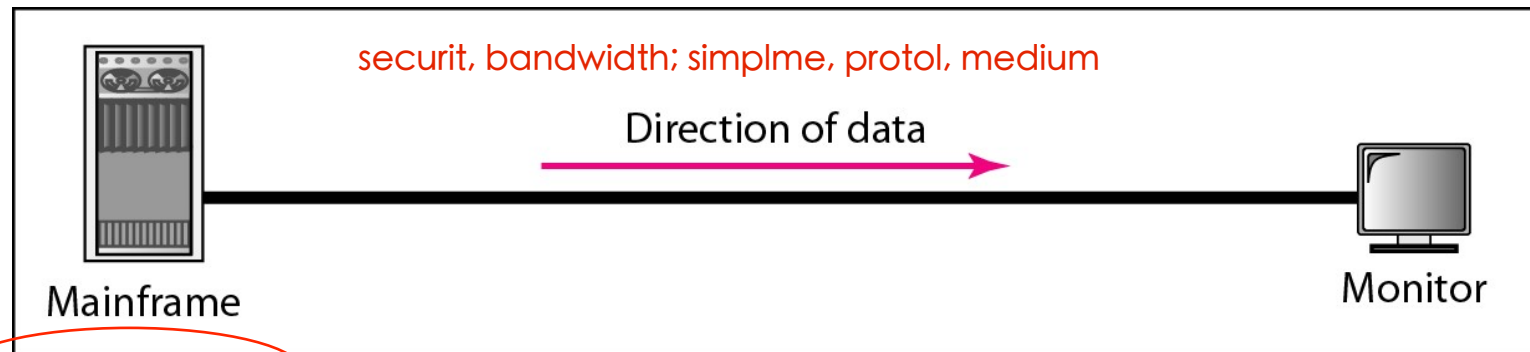 securit, bandwidth; simplme, protol, medium
Direction of data
Mainframe
Monitor